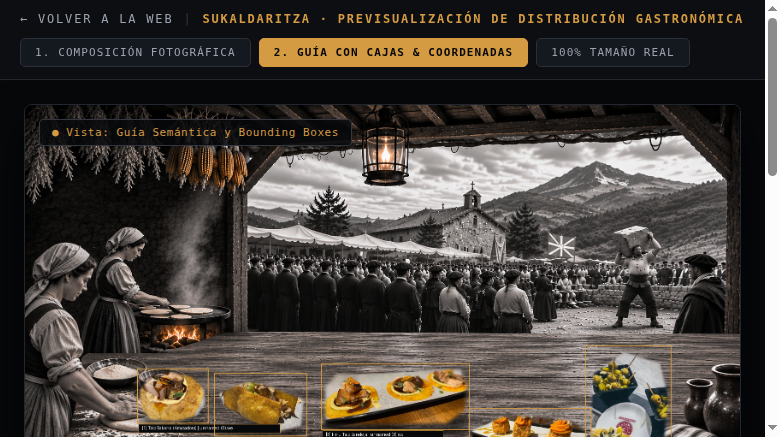 ← VOLVER A LA WEB | SUKALDARITZA · PREVISUALIZACIÓN DE DISTRIBUCIÓN GASTRONÓMICA
1. COMPOSICIÓN FOTOGRÁFICA
2. GUÍA CON CAJAS & COORDENADAS
100% TAMAÑO REAL
● Vista: Guía Semántica y Bounding Boxes